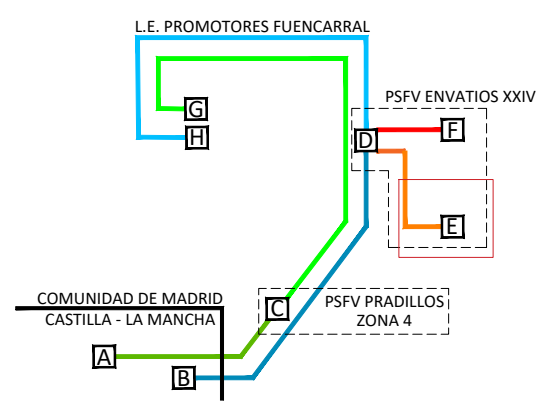 L.E. PROMOTORES FUENCARRAL
PSFV ENVATIOS XXIV
G
F
H
D
E
COMUNIDAD DE MADRID
CASTILLA - LA MANCHA
C
PSFV PRADILLOS
ZONA 4
A
B